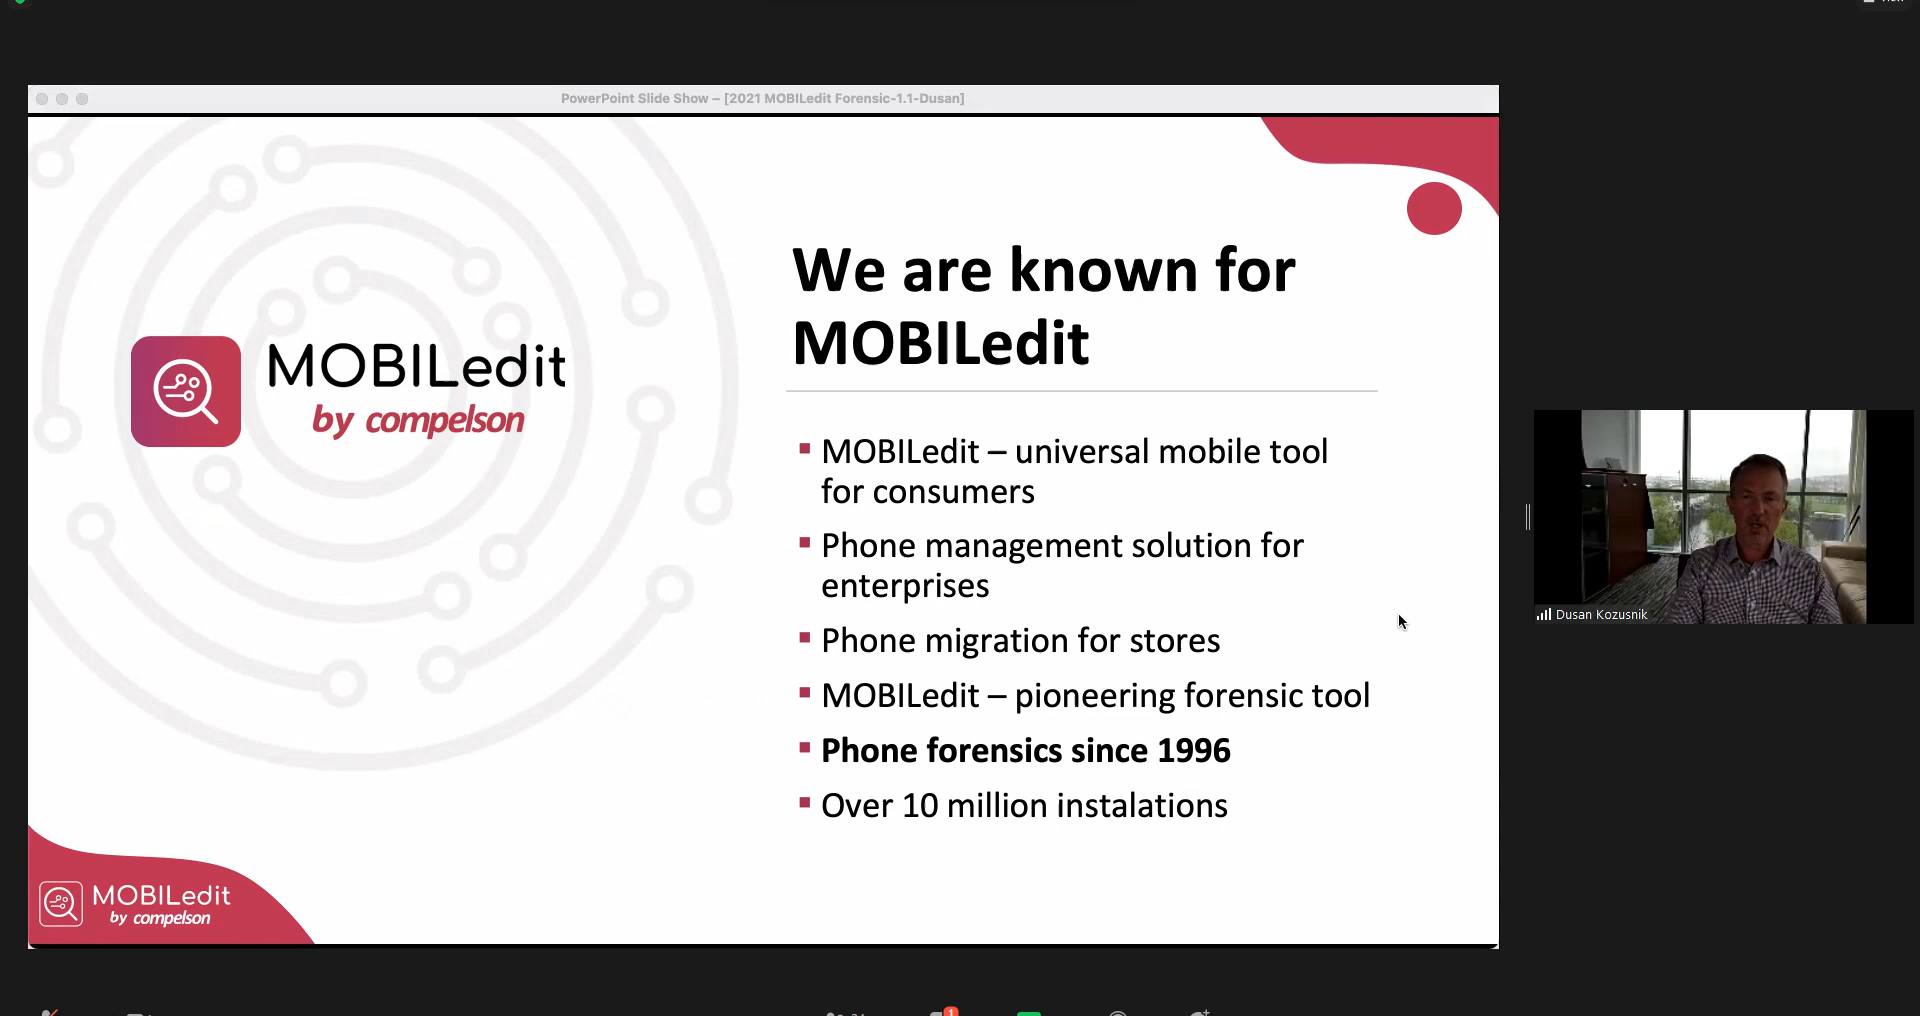 PowerPoint Slide Show – [2021 MOBILedit Forensic-1.1-Dusan]
We are known for
MOBILedit
MOBILedit
by compelson
MOBILedit – universal mobile tool
for consumers
Phone management solution for
enterprises
Phone migration for stores
MOBILedit – pioneering forensic tool
Phone forensics since 1996
Over 10 million instalations
Dusan Kozusnik
MOBILedit
by compelson
1